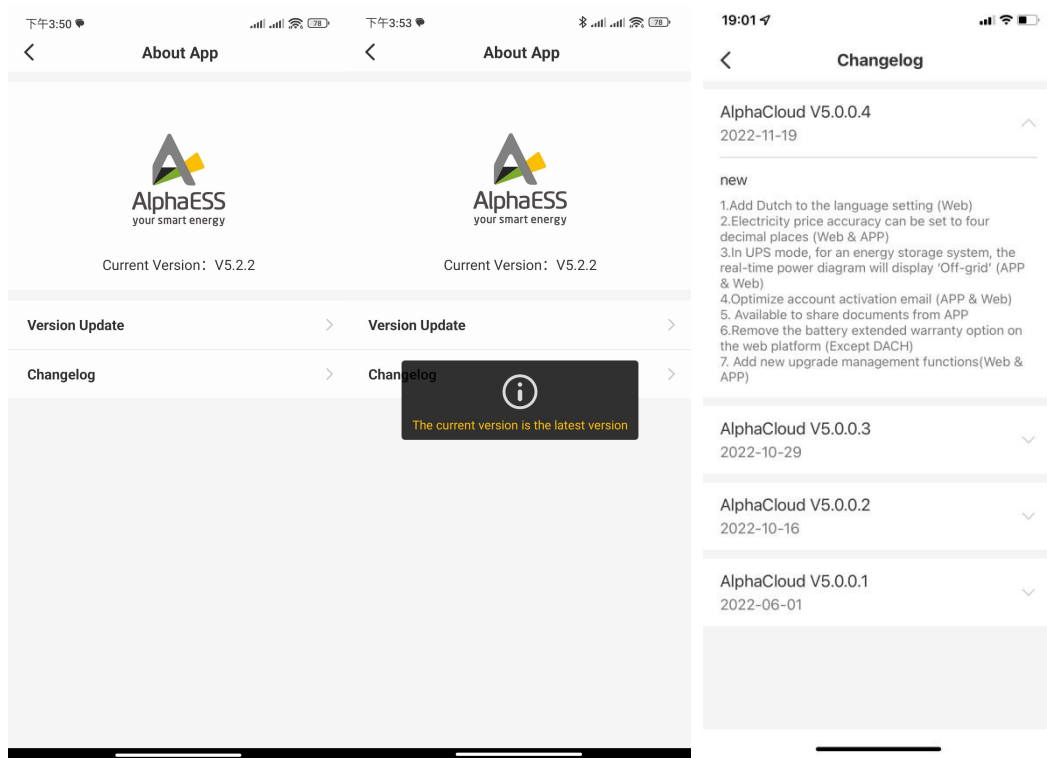 下午3:50
78
About App
AlphaESS
your smart energy
Current Version： V5.2.2
Version Update
Changelog
下午3:53
78
About App
AlphaESS
your smart energy
Current Version： V5.2.2
Version Update
Changelog
The current version is the latest version
19:01
Changelog
AlphaCloud V5.0.0.4
2022-11-19
new
1.Add Dutch to the language setting (Web)
2.Electricity price accuracy can be set to four
decimal places (Web & APP)
3.In UPS mode, for an energy storage system, the
real-time power diagram will display ‘Off-grid’ (APP
& Web)
4.Optimize account activation email (APP & Web)
5. Available to share documents from APP
6.Remove the battery extended warranty option on
the web platform (Except DACH)
7. Add new upgrade management functions(Web &
APP)
AlphaCloud V5.0.0.3
2022-10-29
AlphaCloud V5.0.0.2
2022-10-16
AlphaCloud V5.0.0.1
2022-06-01